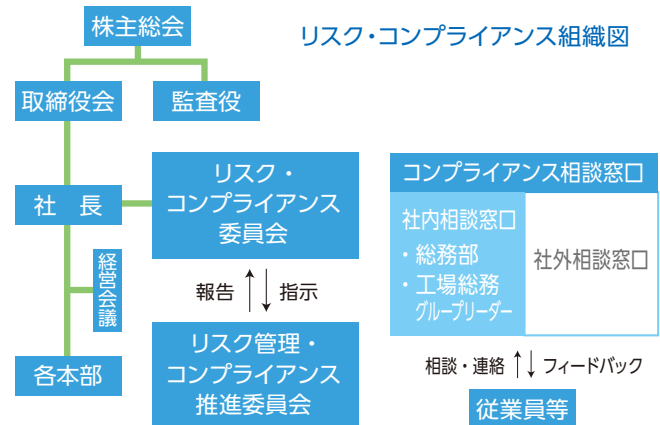 リスク・コンプライアンス組織図
株主総会
取締役会
監査役
社 長
リスク・
コンプライアンス
委員会
経営会議
報告
指示
各本部
リスク管理・
コンプライアンス
推進委員会
コンプライアンス相談窓口
社内相談窓口
・総務部
・工場総務
グループリーダー
社外相談窓口
相談・連絡
フィードバック
従業員等